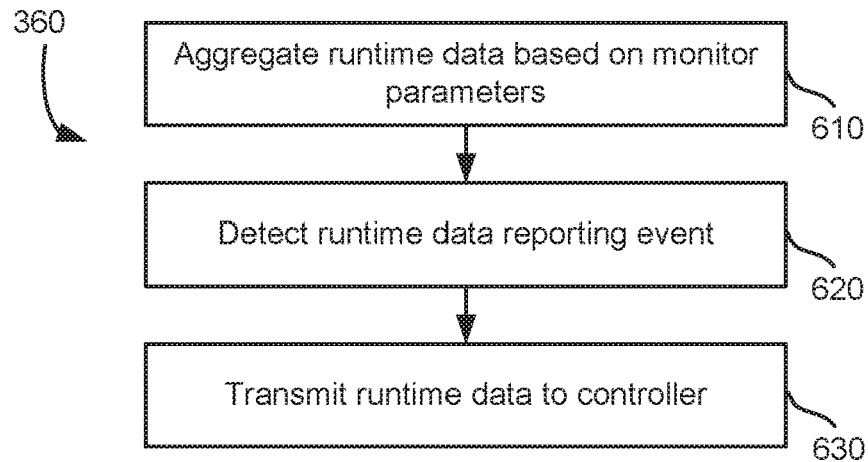 360
Aggregate runtime data based on monitor
parameters
610
Detect runtime data reporting event
620
Transmit runtime data to controller
630